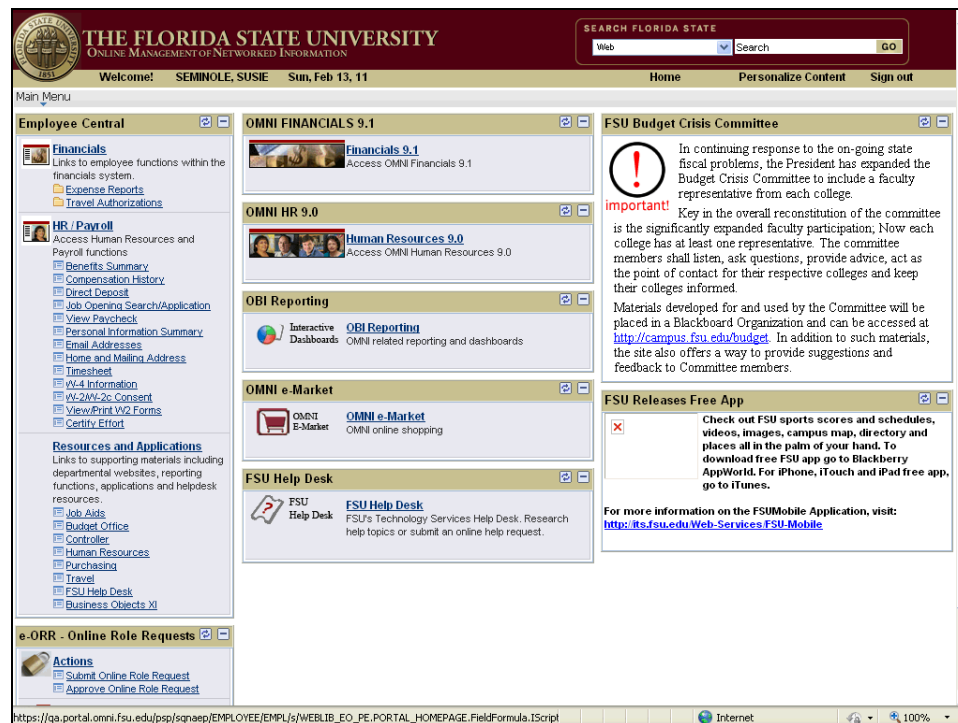 THE FLORIDA STATE UNIVERSITY
ONLINE MANAGEMENT OF NETWORKED INFORMATION
1851
SEARCH FLORIDA STATE
Web
Search
GO
Welcome! SEMINOLE, SUSIE Sun, Feb 13, 11
Home Personalize Content Sign out
Main Menu
Employee Central
Financials
Links to employee functions within the
financials system.
Expense Reports
Travel Authorizations
HR / Payroll
Access Human Resources and
Payroll functions
Benefits Summary
Compensation History
Direct Deposit
Job Opening Search/Application
View Paycheck
Personal Information Summary
Email Addresses
Home and Mailing Address
Timesheet
W-4 Information
W-2/W-2c Consent
View/Print W2 Forms
Certify Effort
Resources and Applications
Links to supporting materials including
departmental websites, reporting
functions, applications and helpdesk
resources.
Job Aids
Budget Office
Controller
Human Resources
Purchasing
Travel
FSU Help Desk
Business Objects XI
e-ORR - Online Role Requests
Actions
Submit Online Role Request
Approve Online Role Request
OMNI FINANCIALS 9.1
Financials 9.1
Access OMNI Financials 9.1
OMNI HR 9.0
Human Resources 9.0
Access OMNI Human Resources 9.0
OBI Reporting
Interactive
Dashboards
OBI Reporting
OMNI related reporting and dashboards
OMNI e-Market
OMNI
E-Market
OMNI e-Market
OMNI online shopping
FSU Help Desk
FSU
Help Desk
FSU Help Desk
FSU's Technology Services Help Desk. Research
help topics or submit an online help request.
FSU Budget Crisis Committee
important!
In continuing response to the on-going state
fiscal problems, the President has expanded the
Budget Crisis Committee to include a faculty
representative from each college.
Key in the overall reconstitution of the committee
is the significantly expanded faculty participation; Now each
college has at least one representative. The committee
members shall listen, ask questions, provide advice, act as
the point of contact for their respective colleges and keep
their colleges informed.
Materials developed for and used by the Committee will be
placed in a Blackboard Organization and can be accessed at
http://campus.fsu.edu/budget. In addition to such materials,
the site also offers a way to provide suggestions and
feedback to Committee members.
FSU Releases Free App
Check out FSU sports scores and schedules,
videos, images, campus map, directory and
places all in the palm of your hand. To
download free FSU app go to Blackberry
AppWorld. For iPhone, iTouch and iPad free app,
go to iTunes.
For more information on the FSUMobile Application, visit:
http://its.fsu.edu/Web-Services/FSU-Mobile
https://qa.portal.omni.fsu.edu/psp/sqnaep/EMPLOYEE/EMPL/s/WEBLIB_EO_PE.PORTAL_HOMEPAGE.FieldFormula.IScript
Internet
100%